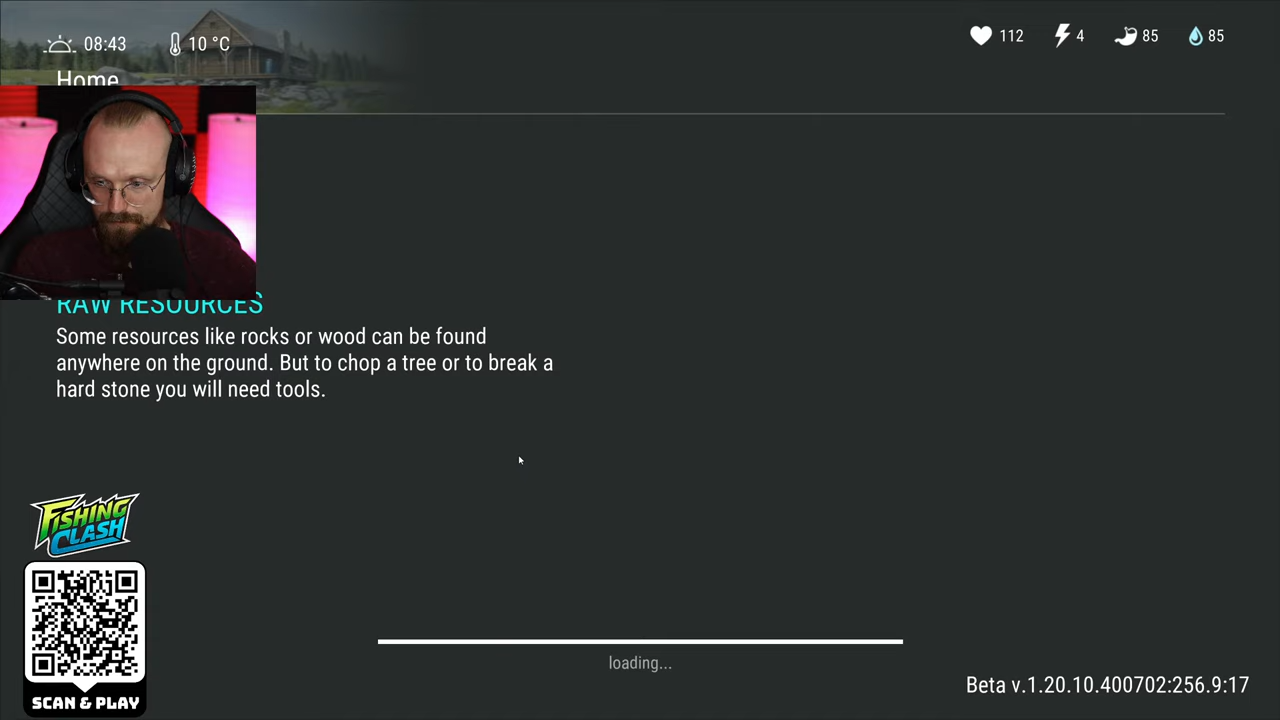 08:43 10 °C 112 4 85 85
Home
RAW RESOURCES
Some resources like rocks or wood can be found
anywhere on the ground. But to chop a tree or to break a
hard stone you will need tools.
FISHING
CLASH
SCAN & PLAY
loading...
Beta v.1.20.10.400702:256.9:17